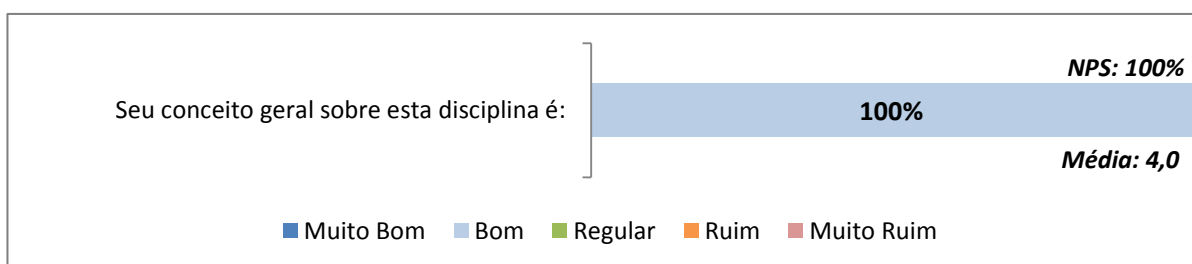 NPS: 100%
Seu conceito geral sobre esta disciplina é:
100%
Média: 4,0
Muito Bom Bom Regular Ruim Muito Ruim